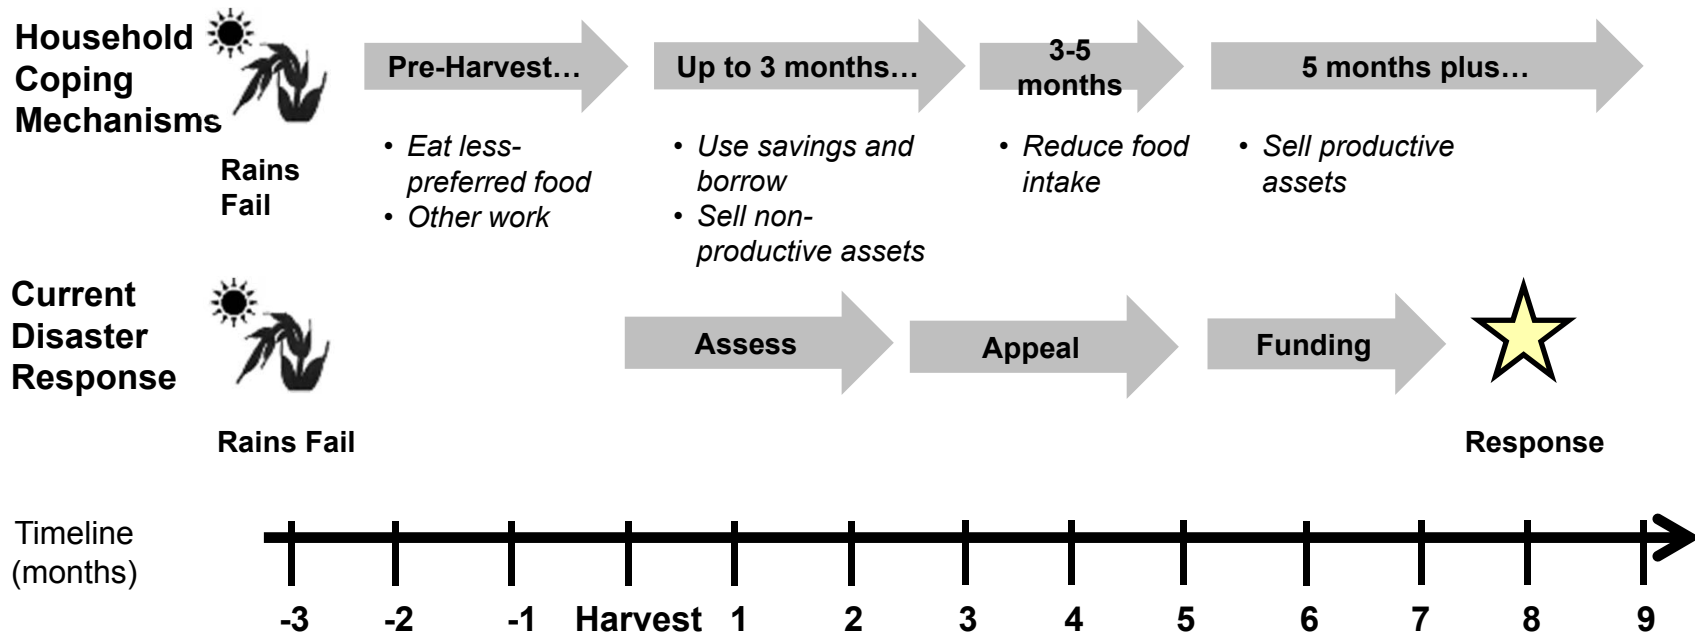 Household
Coping
Mechanisms
Rains
Fail
Pre-Harvest…
• Eat less-
preferred food
• Other work
Up to 3 months…
• Use savings and
borrow
• Sell non-
productive assets
3-5
months
• Reduce food
intake
5 months plus…
• Sell productive
assets
Current
Disaster
Response
Rains Fail
Assess
Appeal
Funding
Response
Timeline
(months)
-3 -2 -1 Harvest 1 2 3 4 5 6 7 8 9